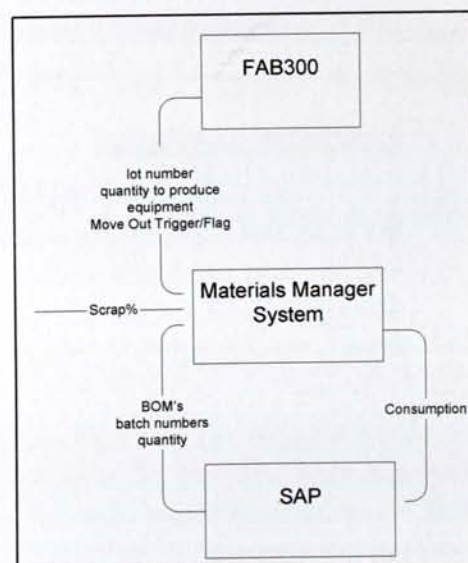 FAB300
lot number
quantity to produce
equipment
Move Out Trigger/Flag
Materials Manager
System
Scrap%
BOM's
batch numbers
quantity
Consumption
SAP